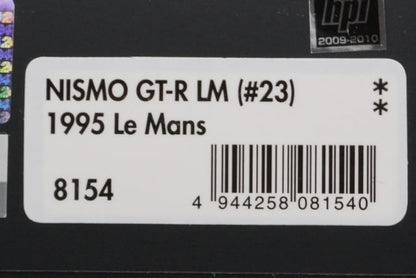 hpi
2009-2010
NISMO GT-R LM (#23) *
1995 Le Mans *
8154
4 944258 081540